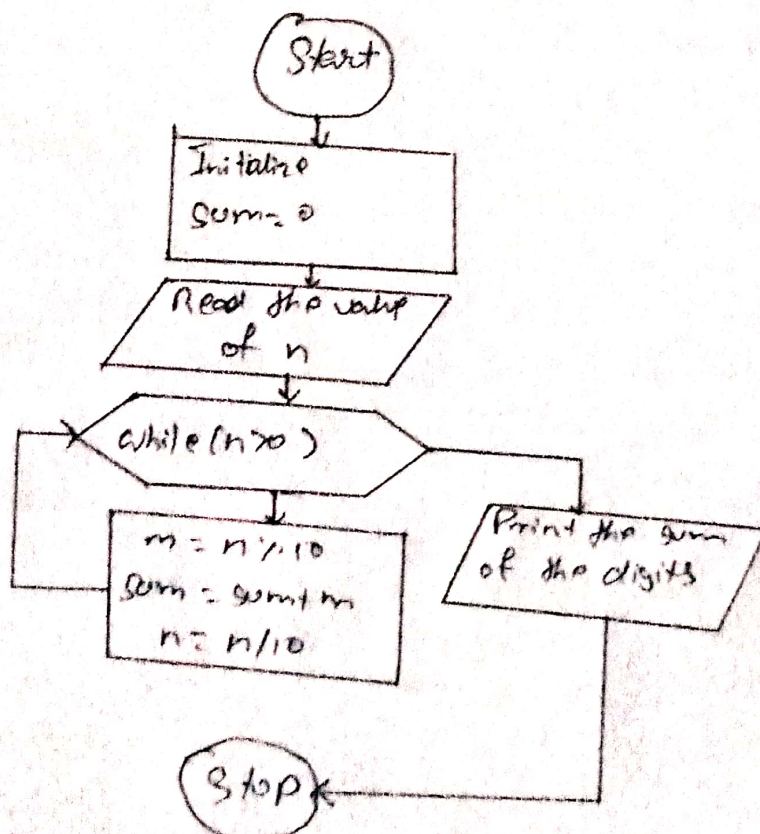 Start
Initalize
sum = 0
Read the value
of n
while (n>0)
m = n%10
sum = sum+m
n = n/10
Print the sum
of the digits
Stop